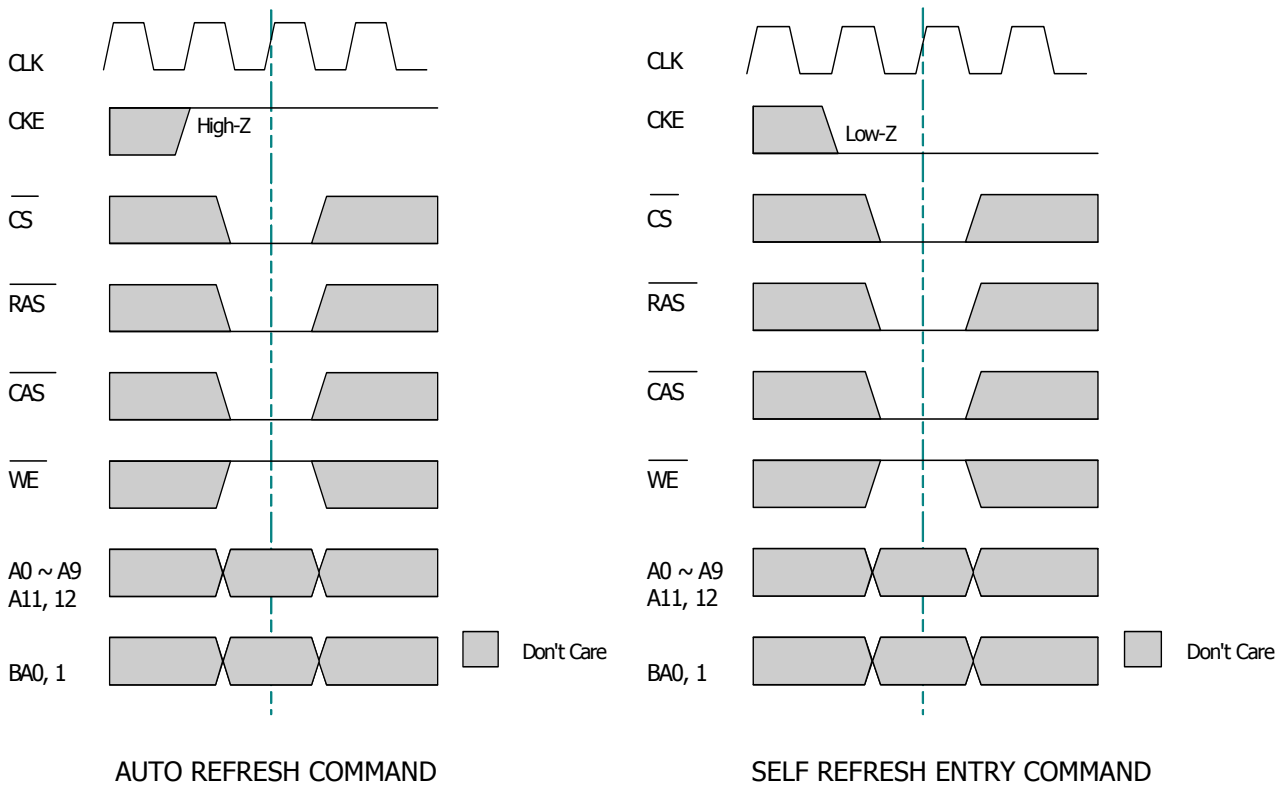 CLK
CKE
High-Z
CS
RAS
CAS
WE
A0 ~ A9
A11, 12
BA0, 1
Don't Care
AUTO REFRESH COMMAND
CLK
CKE
Low-Z
CS
RAS
CAS
WE
A0 ~ A9
A11, 12
BA0, 1
Don't Care
SELF REFRESH ENTRY COMMAND